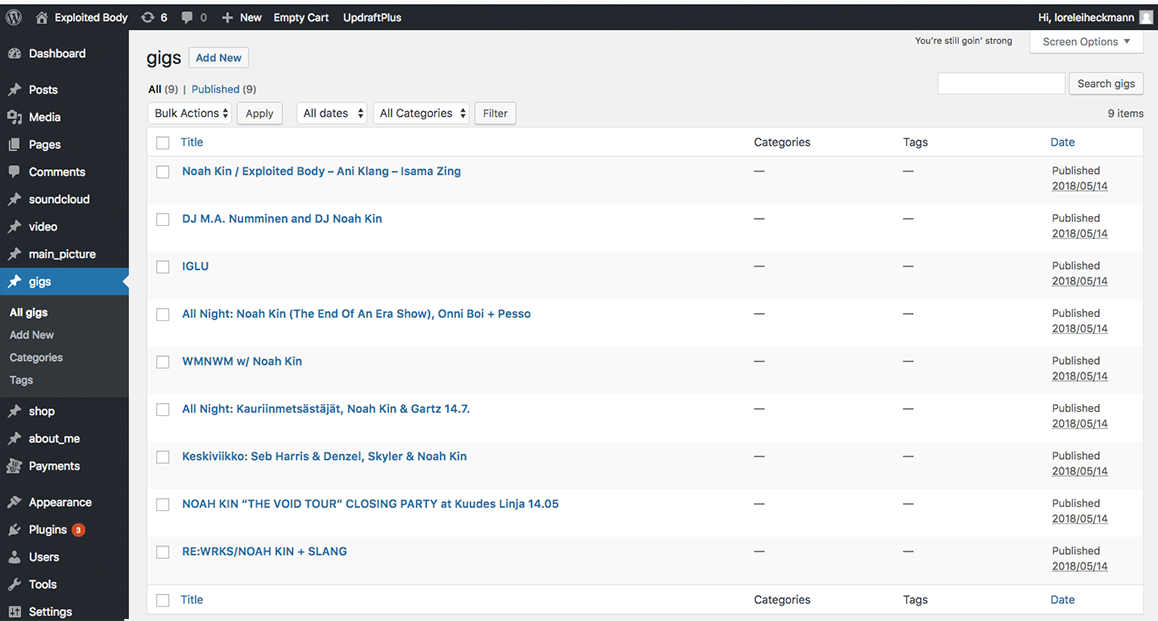 Exploited Body 6 0 + New Empty Cart UpdraftPlus Hi, loreleiheckmann
Dashboard
Posts
Media
Pages
Comments
soundcloud
video
main_picture
gigs
All gigs
Add New
Categories
Tags
shop
about_me
Payments
Appearance
Plugins 3
Users
Tools
Settings
You're still goin' strong Screen Options ▼
gigs Add New
All (9) | Published (9)
Search gigs
Bulk Actions Apply All dates All Categories Filter 9 items
Title Categories Tags Date
Noah Kin / Exploited Body – Ani Klang – Isama Zing — — Published
2018/05/14
DJ M.A. Numminen and DJ Noah Kin — — Published
2018/05/14
IGLU — — Published
2018/05/14
All Night: Noah Kin (The End Of An Era Show), Onni Boi + Pesso — — Published
2018/05/14
WMNWM w/ Noah Kin — — Published
2018/05/14
All Night: Kauriinmetsästäjät, Noah Kin & Gartz 14.7. — — Published
2018/05/14
Keskiviikko: Seb Harris & Denzel, Skyler & Noah Kin — — Published
2018/05/14
NOAH KIN “THE VOID TOUR” CLOSING PARTY at Kuudes Linja 14.05 — — Published
2018/05/14
RE:WRKS/NOAH KIN + SLANG — — Published
2018/05/14
Title Categories Tags Date